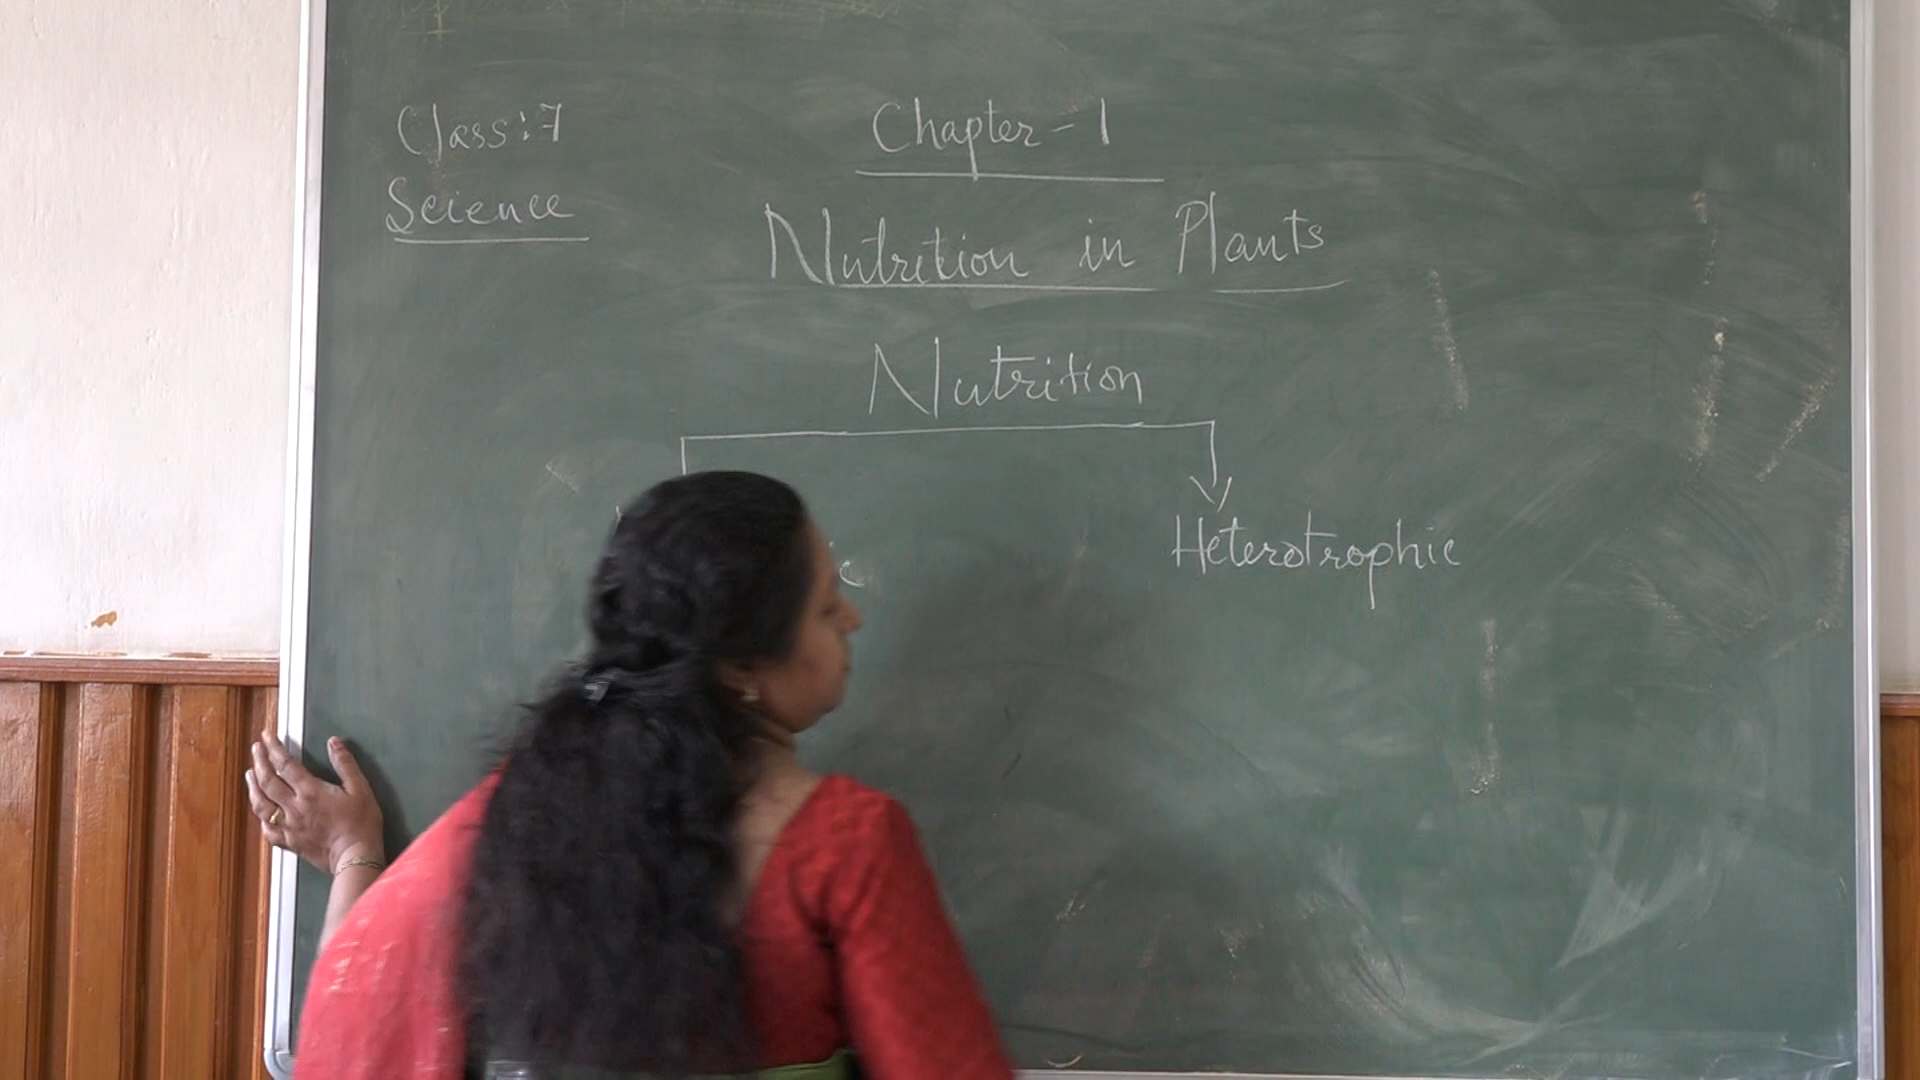 Class: 7
Science
Chapter - 1
Nutrition in Plants
Nutrition
Heterotrophic